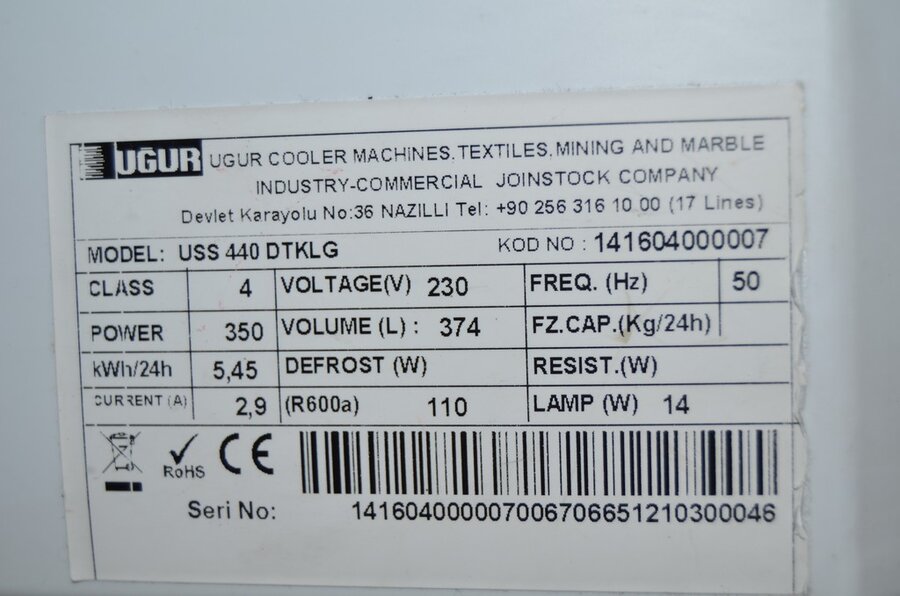 UĞUR UGUR COOLER MACHINES.TEXTILES.MINING AND MARBLE
INDUSTRY-COMMERCIAL JOINSTOCK COMPANY
Devlet Karayolu No:36 NAZILLI Tel: +90 256 316 10 00 (17 Lines)
MODEL: USS 440 DTKLG KOD NO : 141604000007
CLASS 4 VOLTAGE(V) 230 FREQ. (Hz) 50
POWER 350 VOLUME (L) : 374 FZ.CAP.(Kg/24h)
kWh/24h 5,45 DEFROST (W) RESIST.(W)
CURRENT (A) 2,9 (R600a) 110 LAMP (W) 14
RoHS CE
Seri No: 141604000007006706651210300046